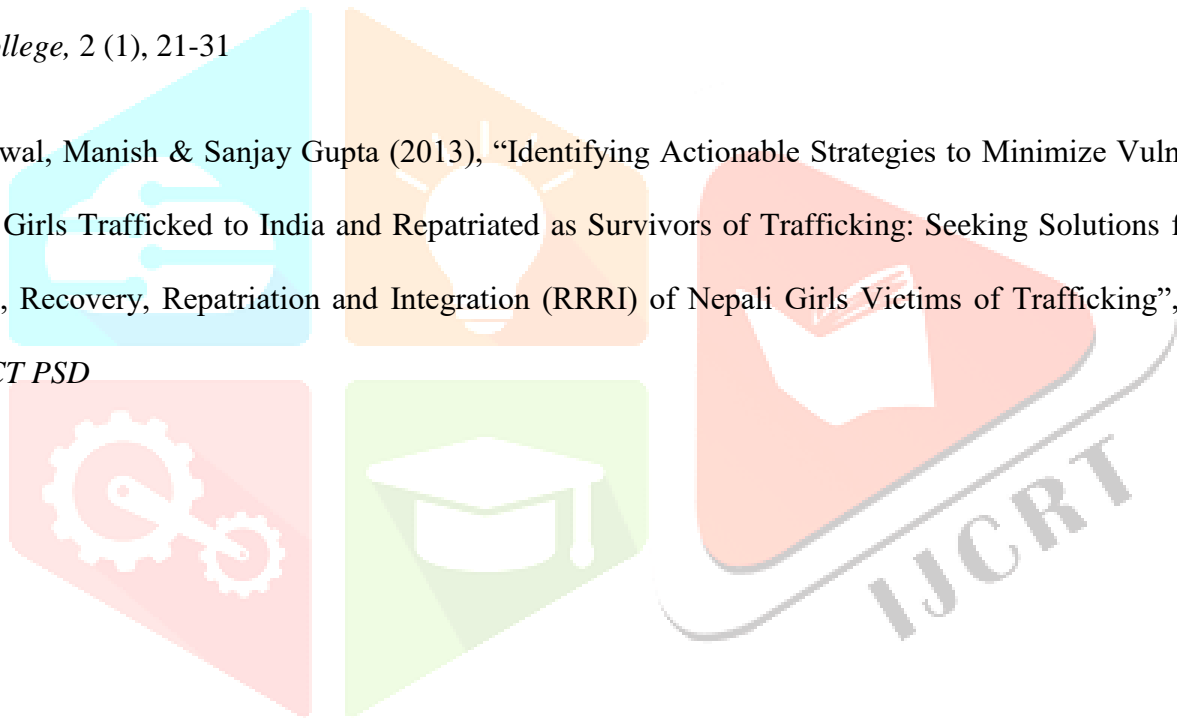 llege, 2 (1), 21-31
wal, Manish & Sanjay Gupta (2013), “Identifying Actionable Strategies to Minimize Vuln
Girls Trafficked to India and Repatriated as Survivors of Trafficking: Seeking Solutions f
, Recovery, Repatriation and Integration (RRRI) of Nepali Girls Victims of Trafficking”,
CT PSD
IJCRT